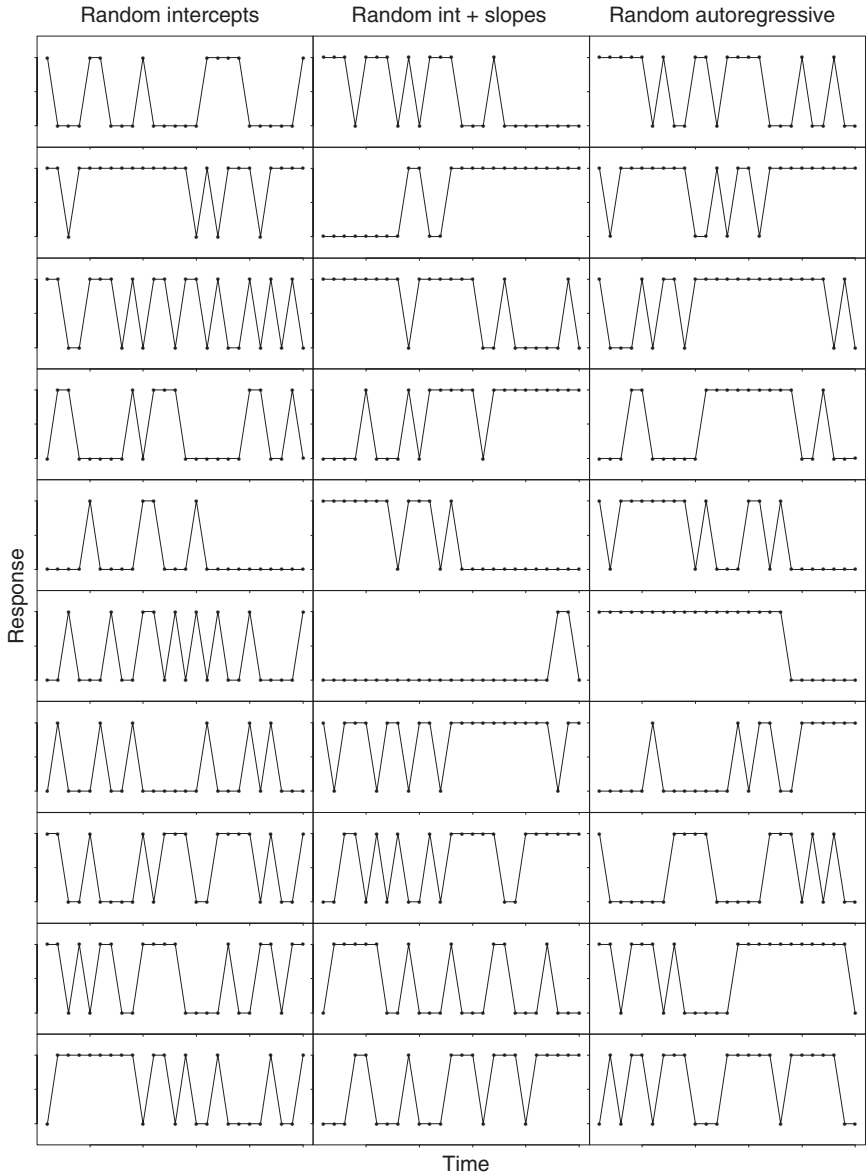 Random intercepts
Random int + slopes
Random autoregressive
Response
Time